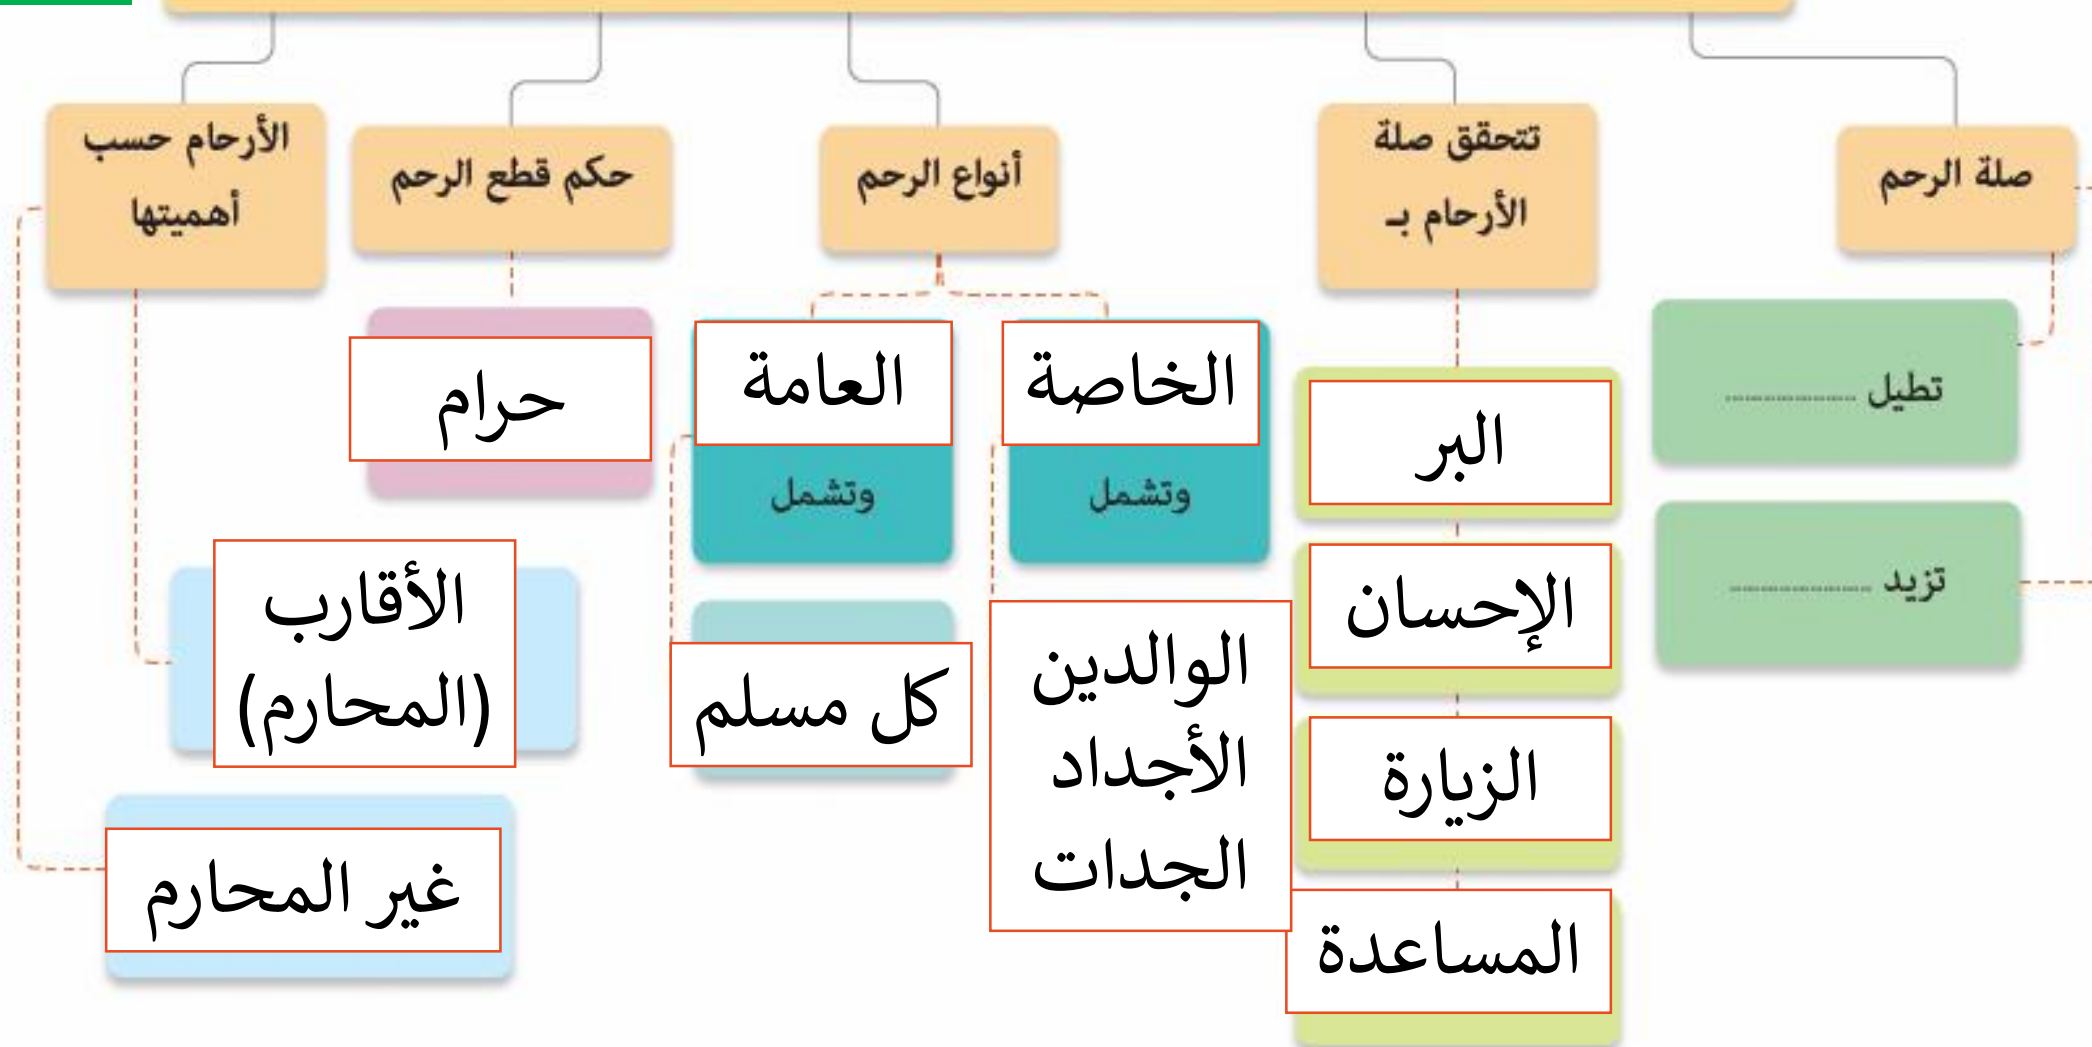 صلة الرحم
تطيل ....................
تزيد ....................
تتحقق صلة
الأرحام بـ
البر
الإحسان
الزيارة
المساعدة
أنواع الرحم
الخاصة
وتشمل
الوالدين
الأجداد
الجدات
العامة
وتشمل
كل مسلم
حكم قطع الرحم
حرام
الأرحام حسب
أهميتها
الأقارب
(المحارم)
غير المحارم